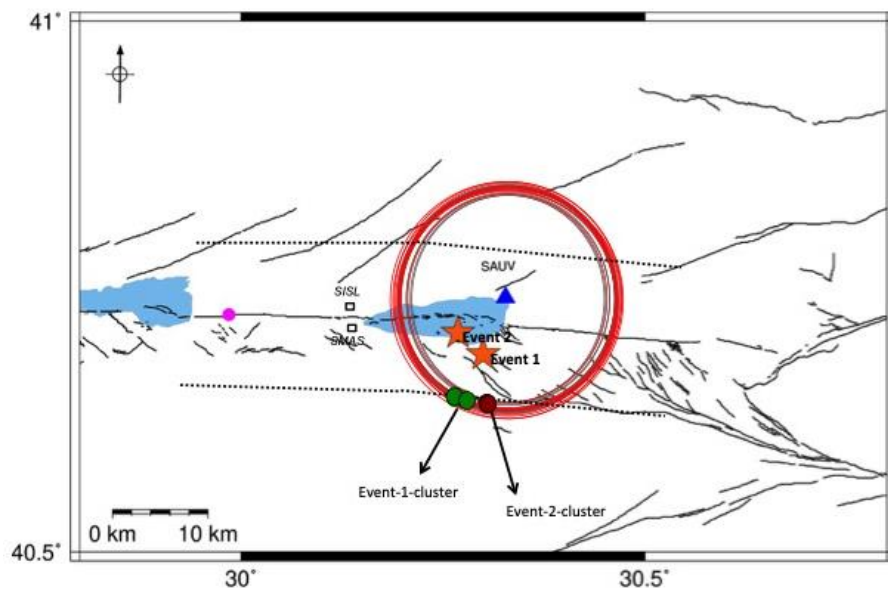 41°
SAUV
SISL
SMAS
Event 2
Event 1
Event-1-cluster
Event-2-cluster
0 km 10 km
40.5°
30° 30.5°